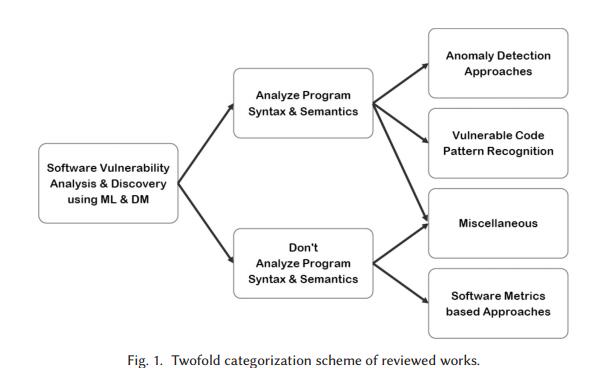 Software Vulnerability
Analysis & Discovery
using ML & DM
Analyze Program
Syntax & Semantics
Don't
Analyze Program
Syntax & Semantics
Anomaly Detection
Approaches
Vulnerable Code
Pattern Recognition
Miscellaneous
Software Metrics
based Approaches
Fig. 1. Twofold categorization scheme of reviewed works.